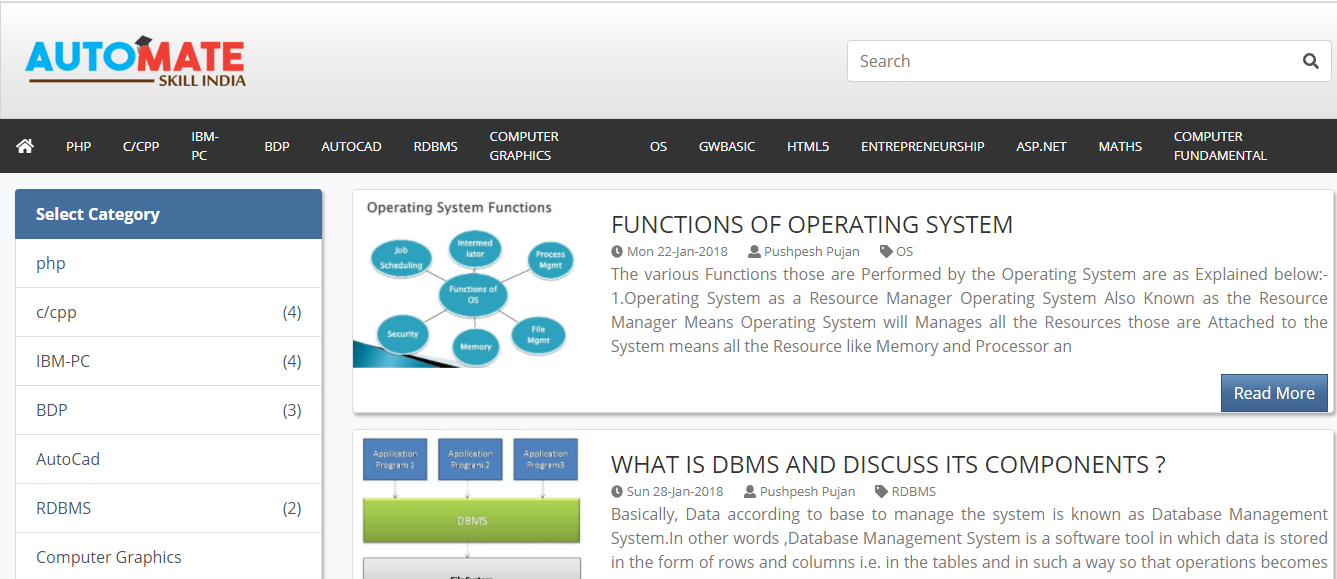 AUTOMATE
SKILL INDIA
Search
PHP
C/CPP
IBM-
PC
BDP
AUTOCAD
RDBMS
COMPUTER
GRAPHICS
OS
GWBASIC
HTML5
ENTREPRENEURSHIP
ASP.NET
MATHS
COMPUTER
FUNDAMENTAL
Select Category
php
c/cpp (4)
IBM-PC (4)
BDP (3)
AutoCad
RDBMS (2)
Computer Graphics
Operating System Functions
Job
Scheduling
Intermed
iator
Process
Mgmt
Functions of
OS
Security
Memory
File
Mgmt
FUNCTIONS OF OPERATING SYSTEM
Mon 22-Jan-2018 Pushpesh Pujan OS
The various Functions those are Performed by the Operating System are as Explained below:-
1.Operating System as a Resource Manager Operating System Also Known as the Resource
Manager Means Operating System will Manages all the Resources those are Attached to the
System means all the Resource like Memory and Processor an
Read More
Application
Program 1
Application
Program 2
Application
Program3
DBMS
File System
WHAT IS DBMS AND DISCUSS ITS COMPONENTS ?
Sun 28-Jan-2018 Pushpesh Pujan RDBMS
Basically, Data according to base to manage the system is known as Database Management
System.In other words ,Database Management System is a software tool in which data is stored
in the form of rows and columns i.e. in the tables and in such a way so that operations becomes